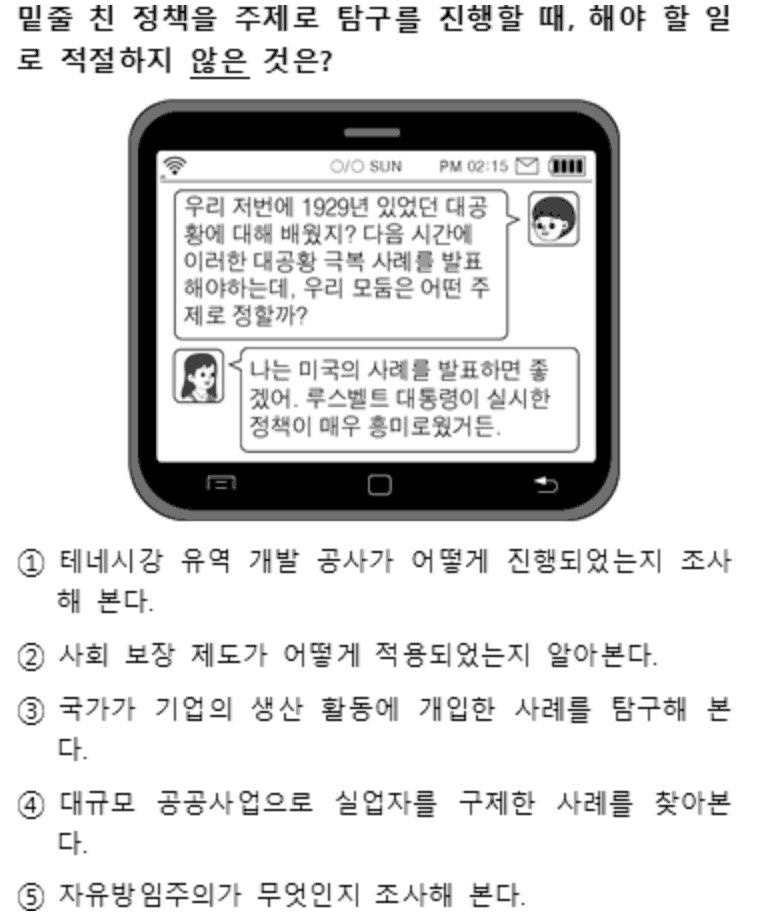 밑줄 친 정책을 주제로 탐구를 진행할 때, 해야 할 일
로 적절하지 않은 것은?
○/○ SUN PM 02:15
우리 저번에 1929년 있었던 대공
황에 대해 배웠지? 다음 시간에
이러한 대공황 극복 사례를 발표
해야하는데, 우리 모둠은 어떤 주
제로 정할까?
나는 미국의 사례를 발표하면 좋
겠어. 루스벨트 대통령이 실시한
정책이 매우 흥미로웠거든.
① 테네시강 유역 개발 공사가 어떻게 진행되었는지 조사
해 본다.
② 사회 보장 제도가 어떻게 적용되었는지 알아본다.
③ 국가가 기업의 생산 활동에 개입한 사례를 탐구해 본
다.
④ 대규모 공공사업으로 실업자를 구제한 사례를 찾아본
다.
⑤ 자유방임주의가 무엇인지 조사해 본다.